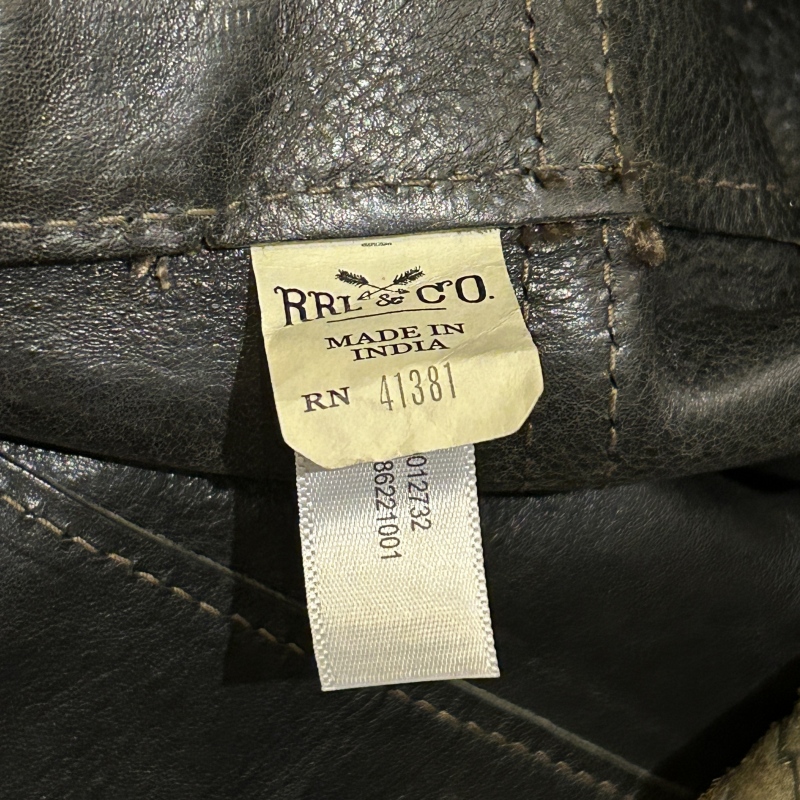 RRL & CO.
MADE IN
INDIA
RN 41381
012732
86221001